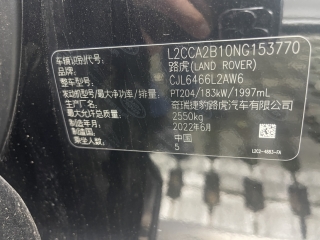 车辆识别代号: L2CCA2B10NG153770
品牌: 路虎(LAND ROVER)
整车型号: CJL6466L2AW6
发动机型号/最大净功率/排量: PT204/183kW/1997mL
生产企业名称: 奇瑞捷豹路虎汽车有限公司
最大允许总质量: 2550kg
制造年月: 2022年6月
制造国: 中国
乘坐人数: 5